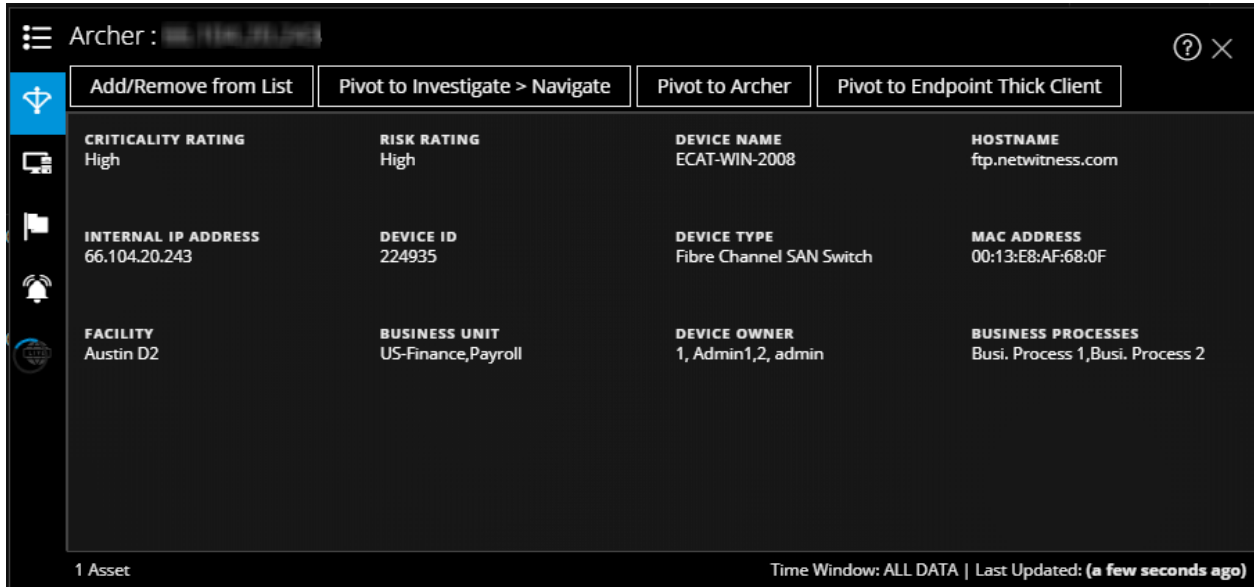 Archer :
Add/Remove from List Pivot to Investigate > Navigate Pivot to Archer Pivot to Endpoint Thick Client
CRITICALITY RATING RISK RATING DEVICE NAME HOSTNAME
High High ECAT-WIN-2008 ftp.netwitness.com
INTERNAL IP ADDRESS DEVICE ID DEVICE TYPE MAC ADDRESS
66.104.20.243 224935 Fibre Channel SAN Switch 00:13:E8:AF:68:0F
FACILITY BUSINESS UNIT DEVICE OWNER BUSINESS PROCESSES
Austin D2 US-Finance,Payroll 1, Admin1,2, admin Busi. Process 1,Busi. Process 2
1 Asset Time Window: ALL DATA | Last Updated: (a few seconds ago)